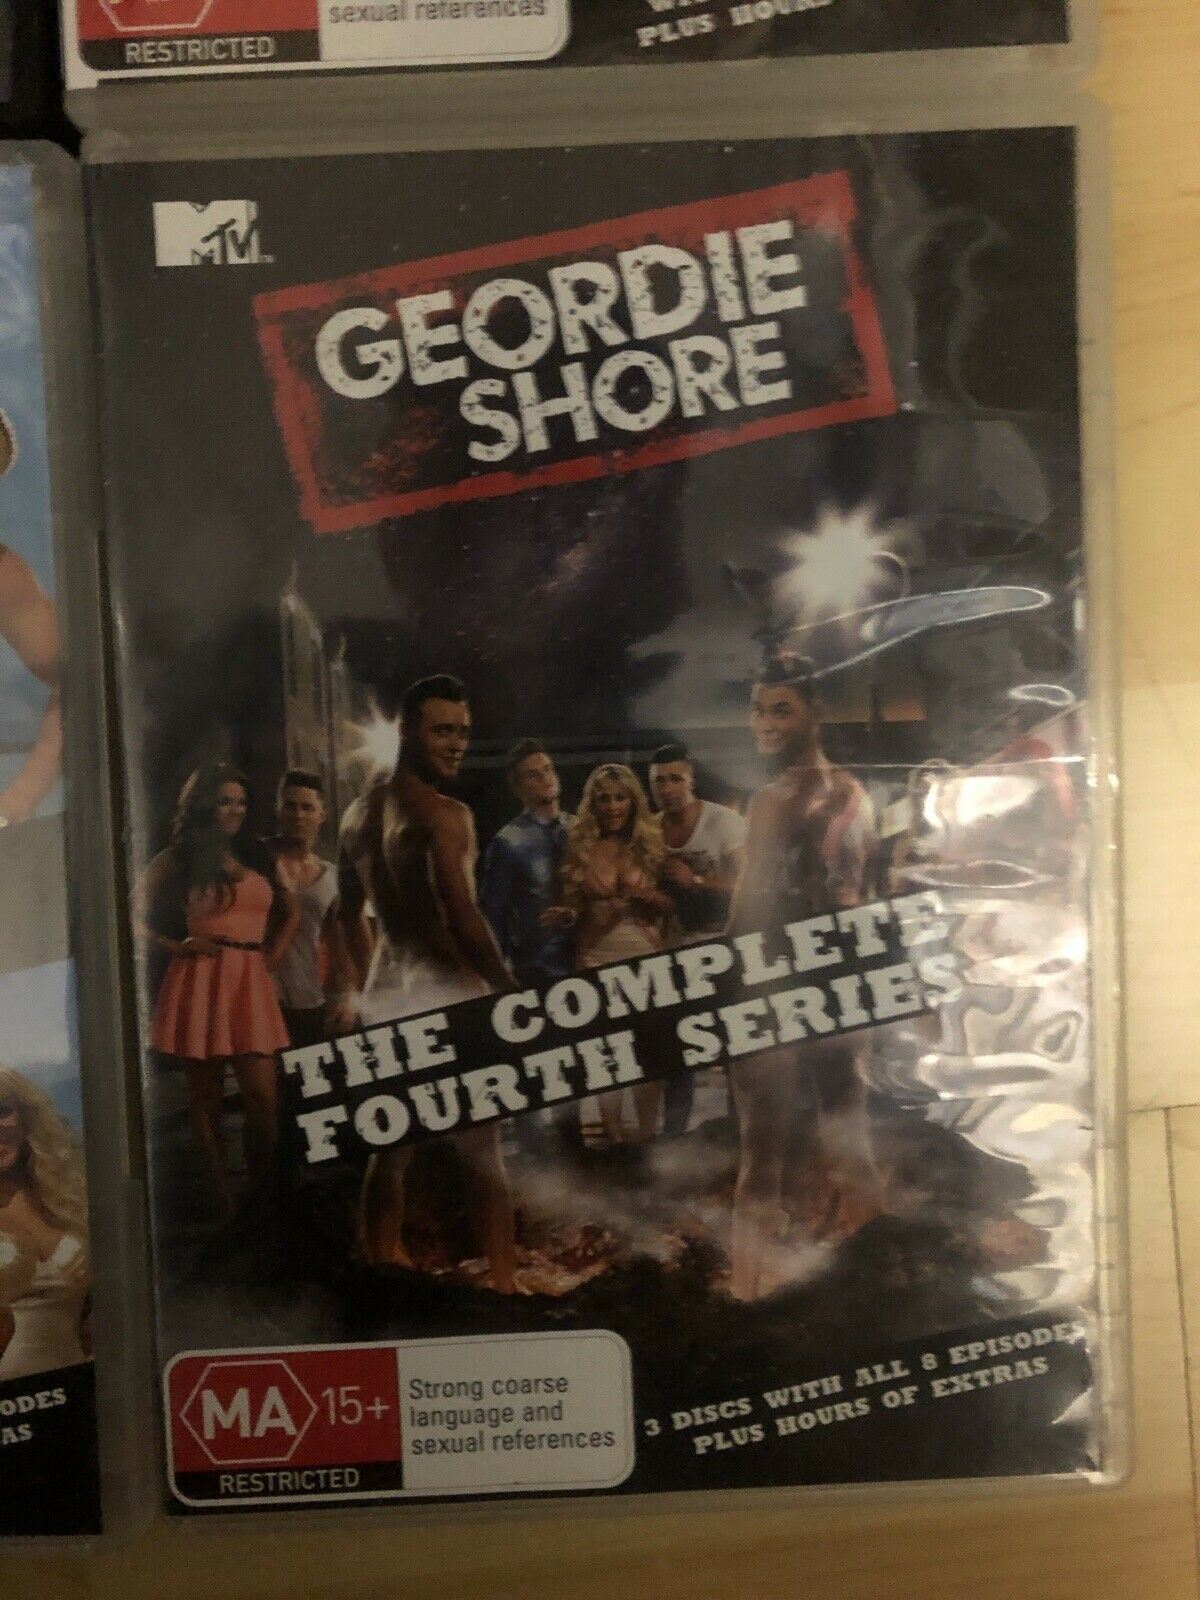 sexual references
RESTRICTED
PLUS HOURS
MTV
GEORDIE
SHORE
THE COMPLETE
FOURTH SERIES
MA 15+
RESTRICTED
Strong coarse
language and
sexual references
3 DISCS WITH ALL 8 EPISODES
PLUS HOURS OF EXTRAS
ODES
AS